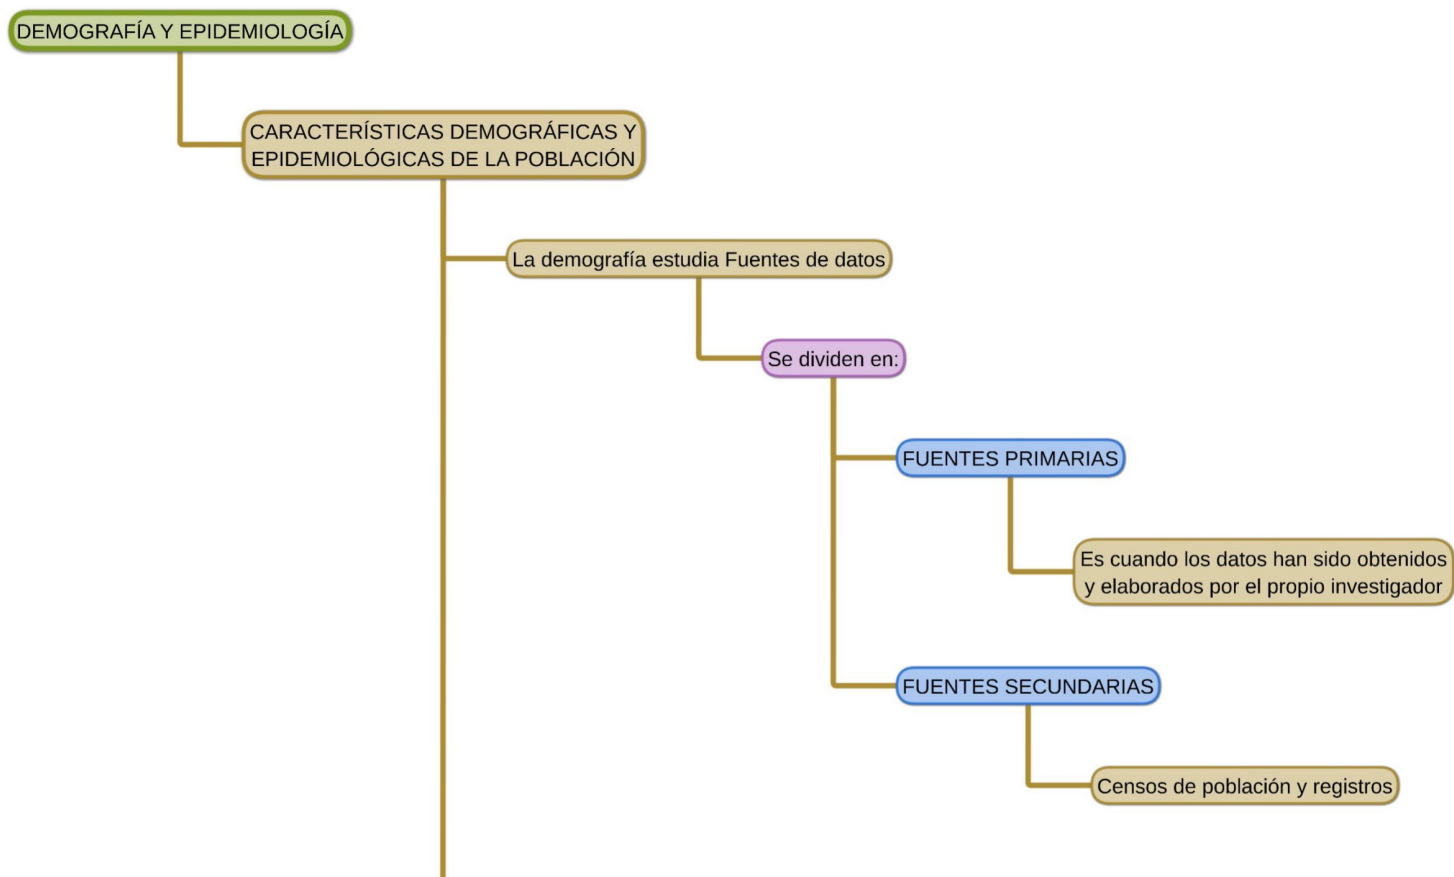 DEMOGRAFÍA Y EPIDEMIOLOGÍA
CARACTERÍSTICAS DEMOGRÁFICAS Y
EPIDEMIOLÓGICAS DE LA POBLACIÓN
La demografía estudia Fuentes de datos
Se dividen en:
FUENTES PRIMARIAS
Es cuando los datos han sido obtenidos
y elaborados por el propio investigador
FUENTES SECUNDARIAS
Censos de población y registros